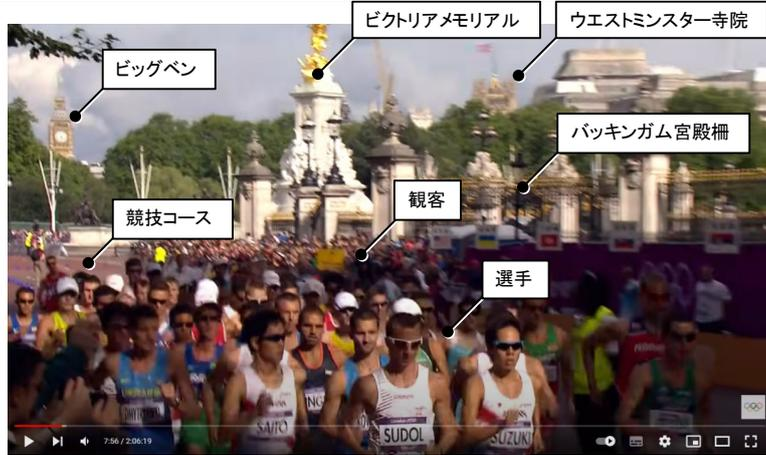 ビクトリアメモリアル
ウエストミンスター寺院
ビッグベン
バッキンガム宮殿柵
観客
競技コース
選手
SAITO
SUDOL
SUZUKI
7:56 / 2:06:19